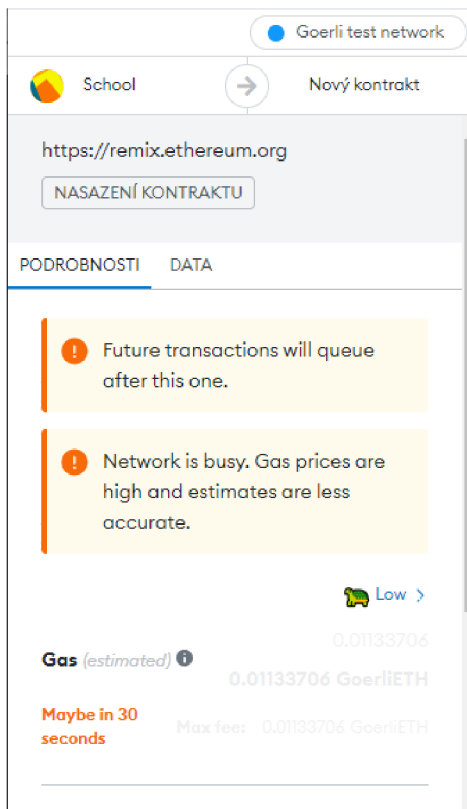 Goerli test network
School
Nový kontrakt
https://remix.ethereum.org
NASAZENÍ KONTRAKTU
PODROBNOSTI
DATA
Future transactions will queue
after this one.
Network is busy. Gas prices are
high and estimates are less
accurate.
Low >
0.01133706
Gas (estimated)
0.01133706 GoerliETH
Maybe in 30
seconds
Max fee: 0.01133706 GoerliETH